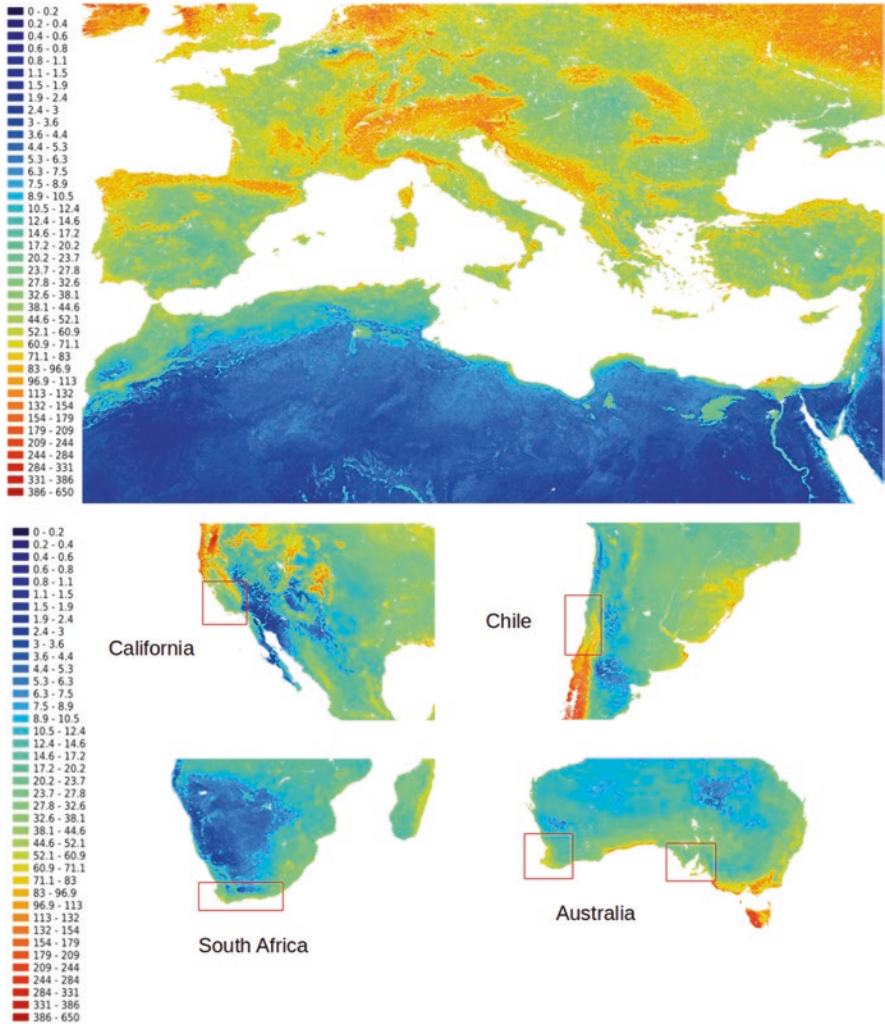 0 - 0.2
0.2 - 0.4
0.4 - 0.6
0.6 - 0.8
0.8 - 1.1
1.1 - 1.5
1.5 - 1.9
1.9 - 2.4
2.4 - 3
3 - 3.6
3.6 - 4.4
4.4 - 5.3
5.3 - 6.3
6.3 - 7.5
7.5 - 8.9
8.9 - 10.5
10.5 - 12.4
12.4 - 14.6
14.6 - 17.2
17.2 - 20.2
20.2 - 23.7
23.7 - 27.8
27.8 - 32.6
32.6 - 38.1
38.1 - 44.6
44.6 - 52.1
52.1 - 60.9
60.9 - 71.1
71.1 - 83
83 - 96.9
96.9 - 113
113 - 132
132 - 154
154 - 179
179 - 209
209 - 244
244 - 284
284 - 331
331 - 386
386 - 650
0 - 0.2
0.2 - 0.4
0.4 - 0.6
0.6 - 0.8
0.8 - 1.1
1.1 - 1.5
1.5 - 1.9
1.9 - 2.4
2.4 - 3
3 - 3.6
3.6 - 4.4
4.4 - 5.3
5.3 - 6.3
6.3 - 7.5
7.5 - 8.9
8.9 - 10.5
10.5 - 12.4
12.4 - 14.6
14.6 - 17.2
17.2 - 20.2
20.2 - 23.7
23.7 - 27.8
27.8 - 32.6
32.6 - 38.1
38.1 - 44.6
44.6 - 52.1
52.1 - 60.9
60.9 - 71.1
71.1 - 83
83 - 96.9
96.9 - 113
113 - 132
132 - 154
154 - 179
179 - 209
209 - 244
244 - 284
284 - 331
331 - 386
386 - 650
California
Chile
South Africa
Australia